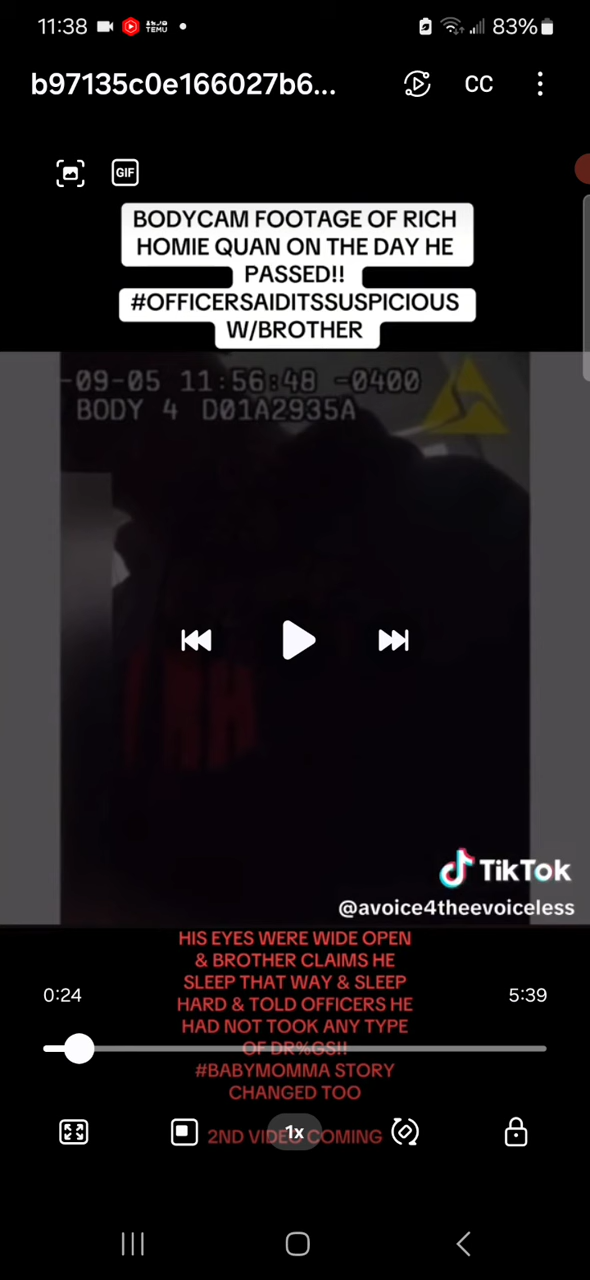 11:38 TEMU 83%
b97135c0e166027b6... CC
GIF
BODYCAM FOOTAGE OF RICH
HOMIE QUAN ON THE DAY HE
PASSED!!
#OFFICERSAIDITSSUSPICIOUS
W/BROTHER
-09-05 11:56:48 -0400
BODY 4 D01A2935A
RH
TikTok
@avoice4theevoiceless
HIS EYES WERE WIDE OPEN
& BROTHER CLAIMS HE
SLEEP THAT WAY & SLEEP
HARD & TOLD OFFICERS HE
HAD NOT TOOK ANY TYPE
OF DR%GS!!
#BABYMOMMA STORY
CHANGED TOO
0:24
5:39
2ND VIDEO COMING
1x